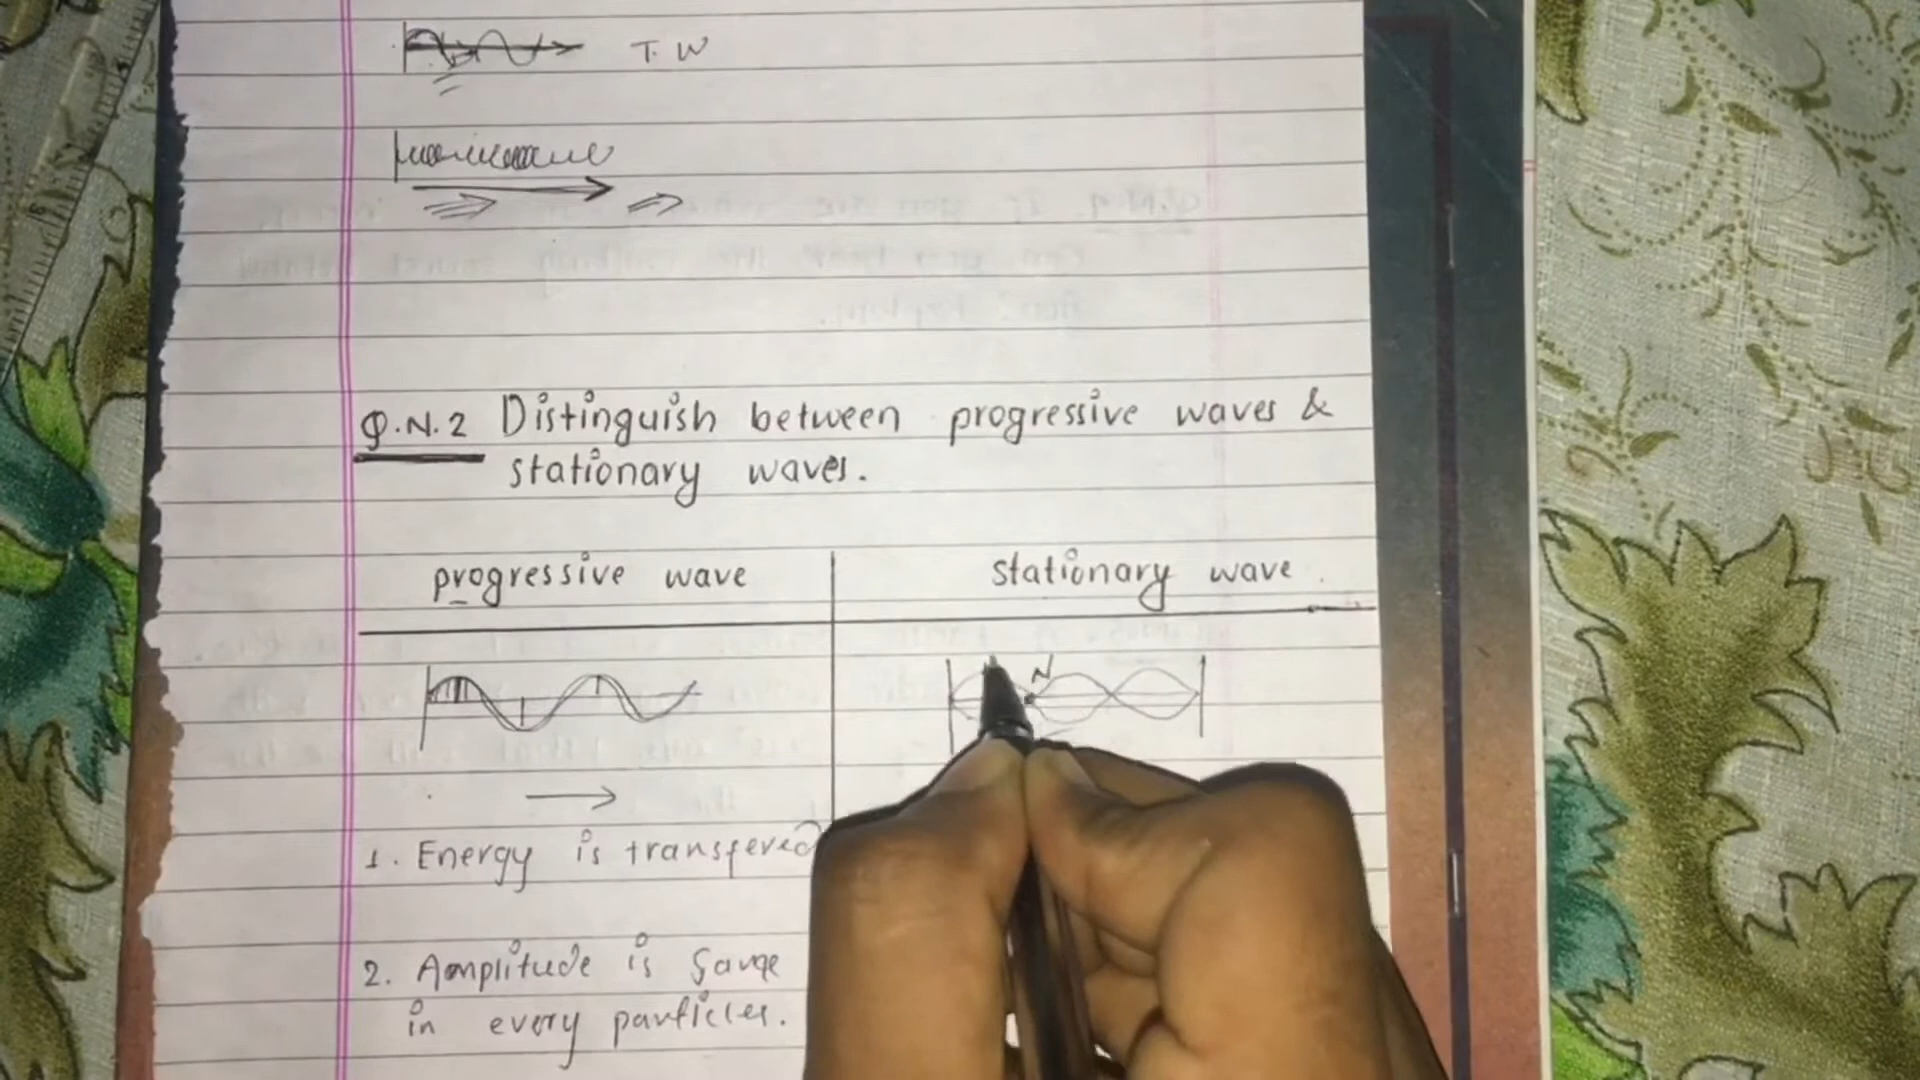 T. W
Q.N.2 Distinguish between progressive waves &
stationary waves.
progressive wave
stationary wave
N
1. Energy is transfered
2. Amplitude is same
in every particles.